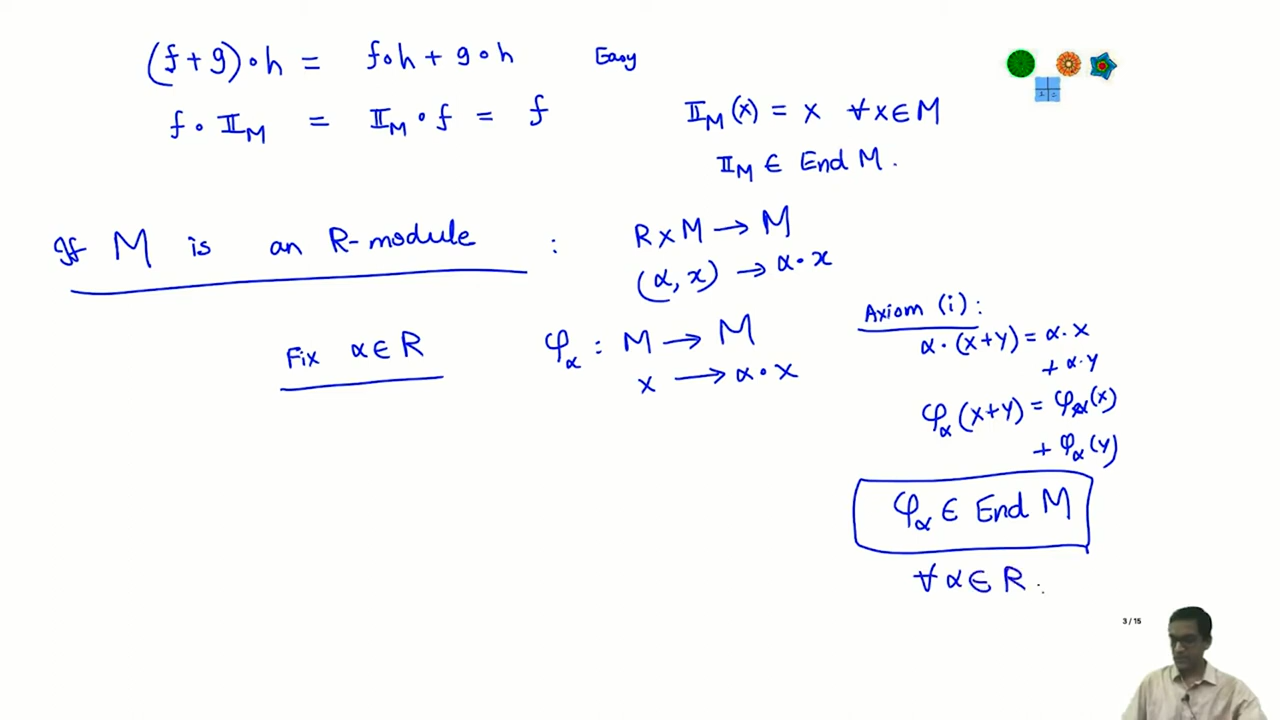 (f+g)∘h = f∘h + g∘h Easy
f∘𝕀_M = 𝕀_M∘f = f
𝕀_M(x) = x ∀x∈M
𝕀_M ∈ End M.
If M is an R-module :
R×M → M
(α, x) → α·x
Fix α∈R
φ_α : M → M
x → α·x
Axiom (i):
α·(x+y) = α·x
+ α·y
φ_α(x+y) = φ_α(x)
+ φ_α(y)
φ_α ∈ End M
∀ α∈R.
3 / 15